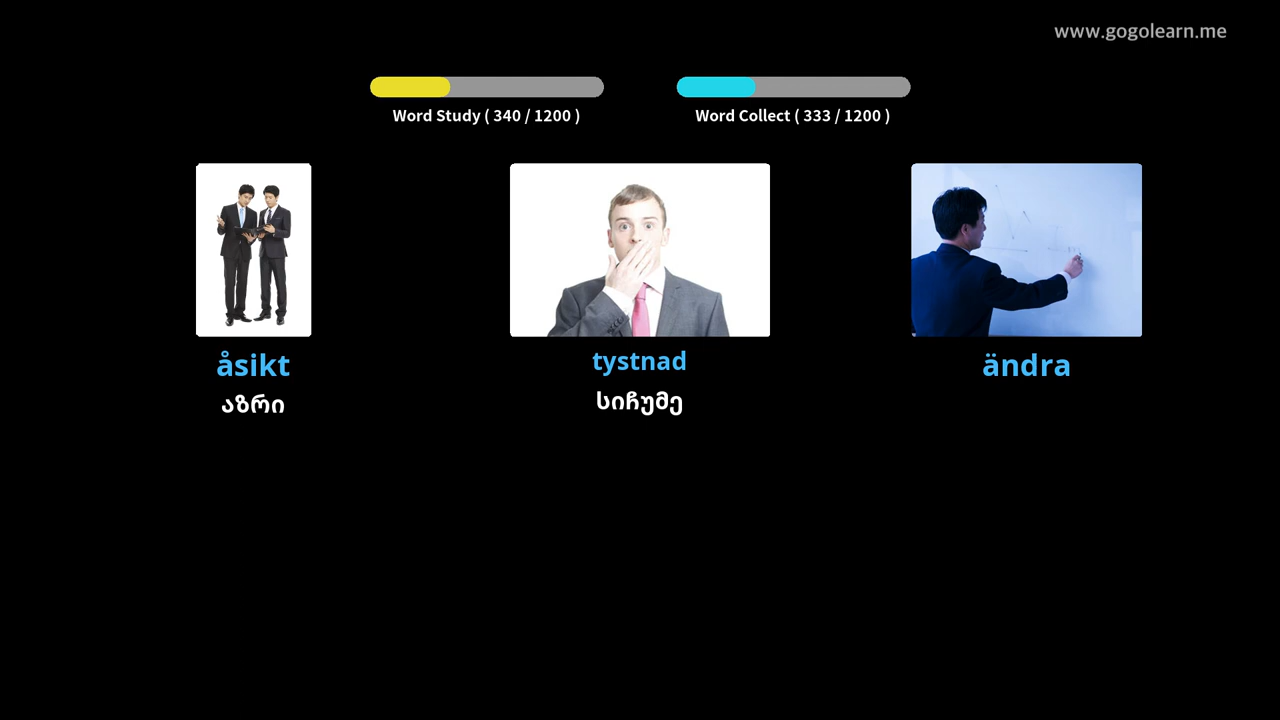 www.gogolearn.me
Word Study ( 340 / 1200 )
Word Collect ( 333 / 1200 )
åsikt
აზრი
tystnad
სიჩუმე
ändra